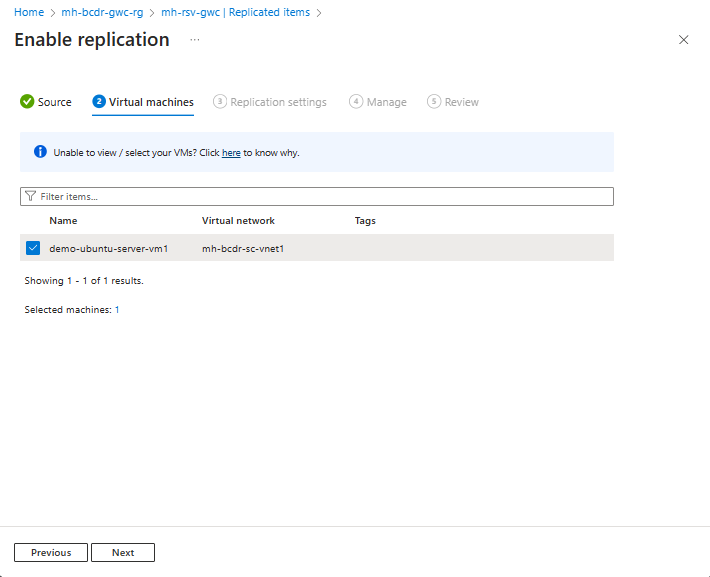 Home > mh-bcdr-gwc-rg > mh-rsv-gwc | Replicated items >
Enable replication ...
Source 2 Virtual machines 3 Replication settings 4 Manage 5 Review
Unable to view / select your VMs? Click here to know why.
Filter items...
Name Virtual network Tags
demo-ubuntu-server-vm1 mh-bcdr-sc-vnet1
Showing 1 - 1 of 1 results.
Selected machines: 1
Previous Next